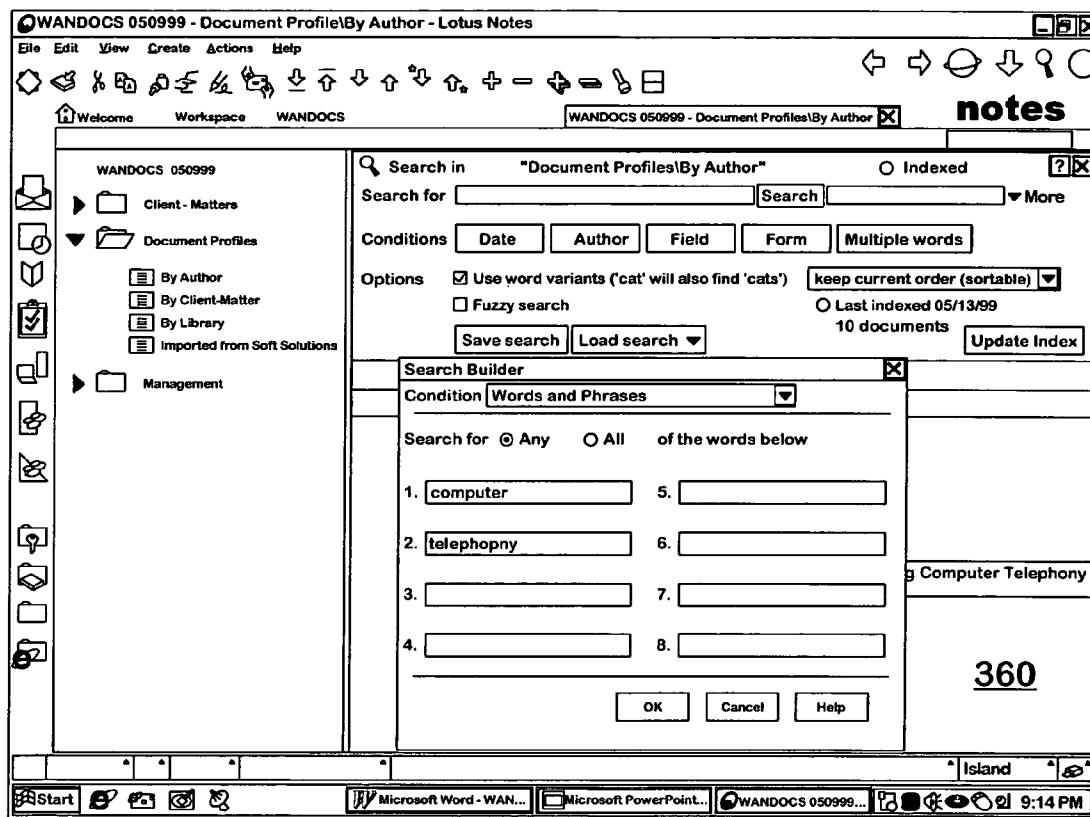 WANDOCS 050999 - Document Profile\By Author - Lotus Notes
File Edit View Create Actions Help
notes
Welcome Workspace WANDOCS WANDOCS 050999 - Document Profiles\By Author
WANDOCS 050999
Client - Matters
Document Profiles
By Author
By Client-Matter
By Library
Imported from Soft Solutions
Management
Search in "Document Profiles\By Author" Indexed ?
Search for Search More
Conditions Date Author Field Form Multiple words
Options Use word variants ('cat' will also find 'cats') keep current order (sortable)
Fuzzy search Last indexed 05/13/99
10 documents
Save search Load search Update Index
Search Builder
Condition Words and Phrases
Search for Any All of the words below
1. computer 5.
2. telephopny 6.
g Computer Telephony
3. 7.
4. 8.
360
OK Cancel Help
Island
Start Microsoft Word - WAN... Microsoft PowerPoint... WANDOCS 050999... 9:14 PM